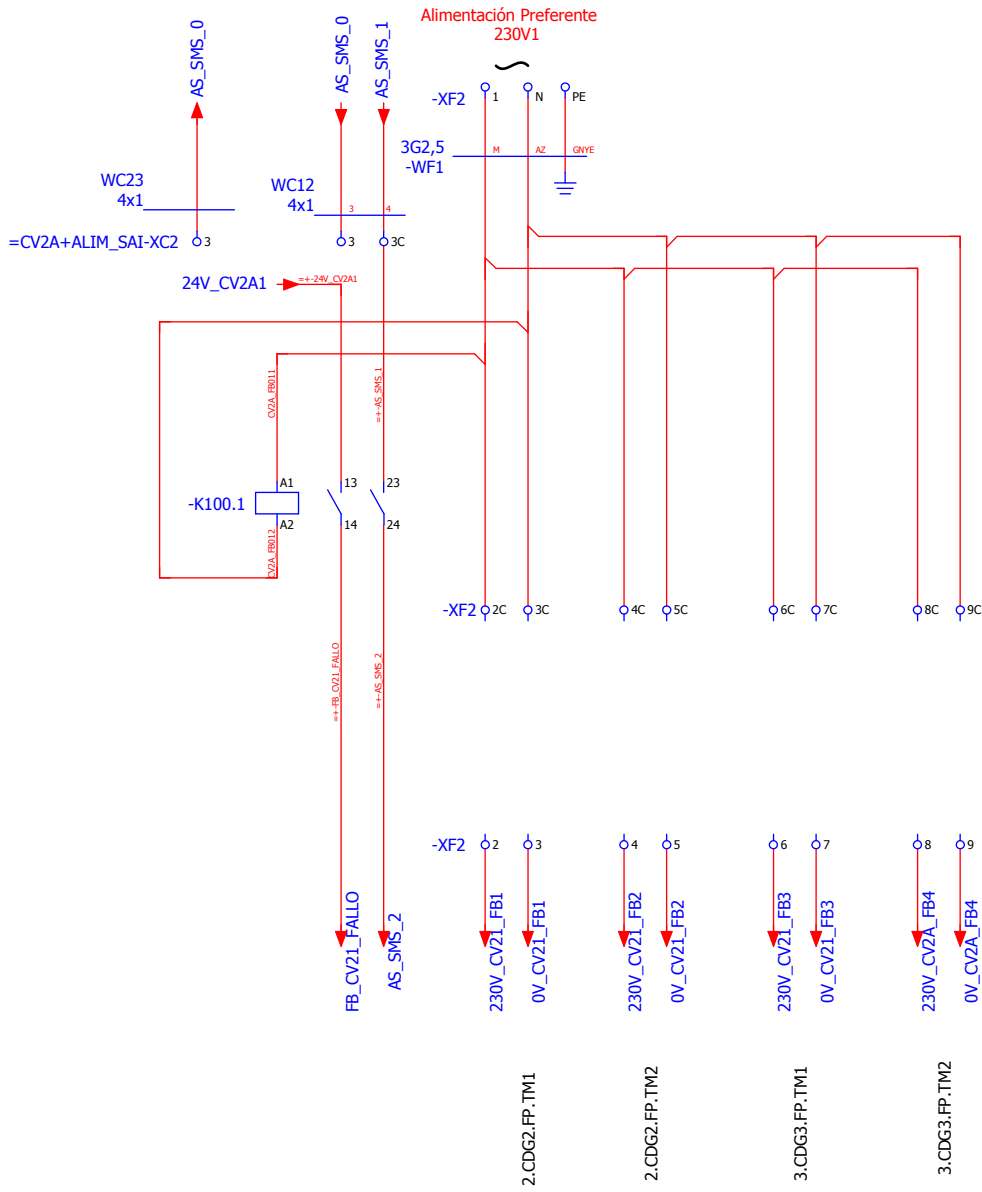 Alimentación Preferente
230V1
AS_SMS_0
AS_SMS_0
AS_SMS_1
-XF2
1
N
PE
3G2,5
-WF1
M
AZ
GNYE
WC23
4x1
WC12
4x1
3
4
=CV2A+ALIM_SAI-XC2
3
3
3C
24V_CV2A1
=+-24V_CV2A1
CV2A_FB011
=+-AS_SMS_1
-K100.1
A1
A2
13
14
23
24
CV2A_FB012
-XF2
2C
3C
4C
5C
6C
7C
8C
9C
=+-FB_CV21_FALLO
=+-AS_SMS_2
-XF2
2
3
4
5
6
7
8
9
FB_CV21_FALLO
AS_SMS_2
230V_CV21_FB1
0V_CV21_FB1
230V_CV21_FB2
0V_CV21_FB2
230V_CV21_FB3
0V_CV21_FB3
230V_CV2A_FB4
0V_CV2A_FB4
2.CDG2.FP.TM1
2.CDG2.FP.TM2
3.CDG3.FP.TM1
3.CDG3.FP.TM2